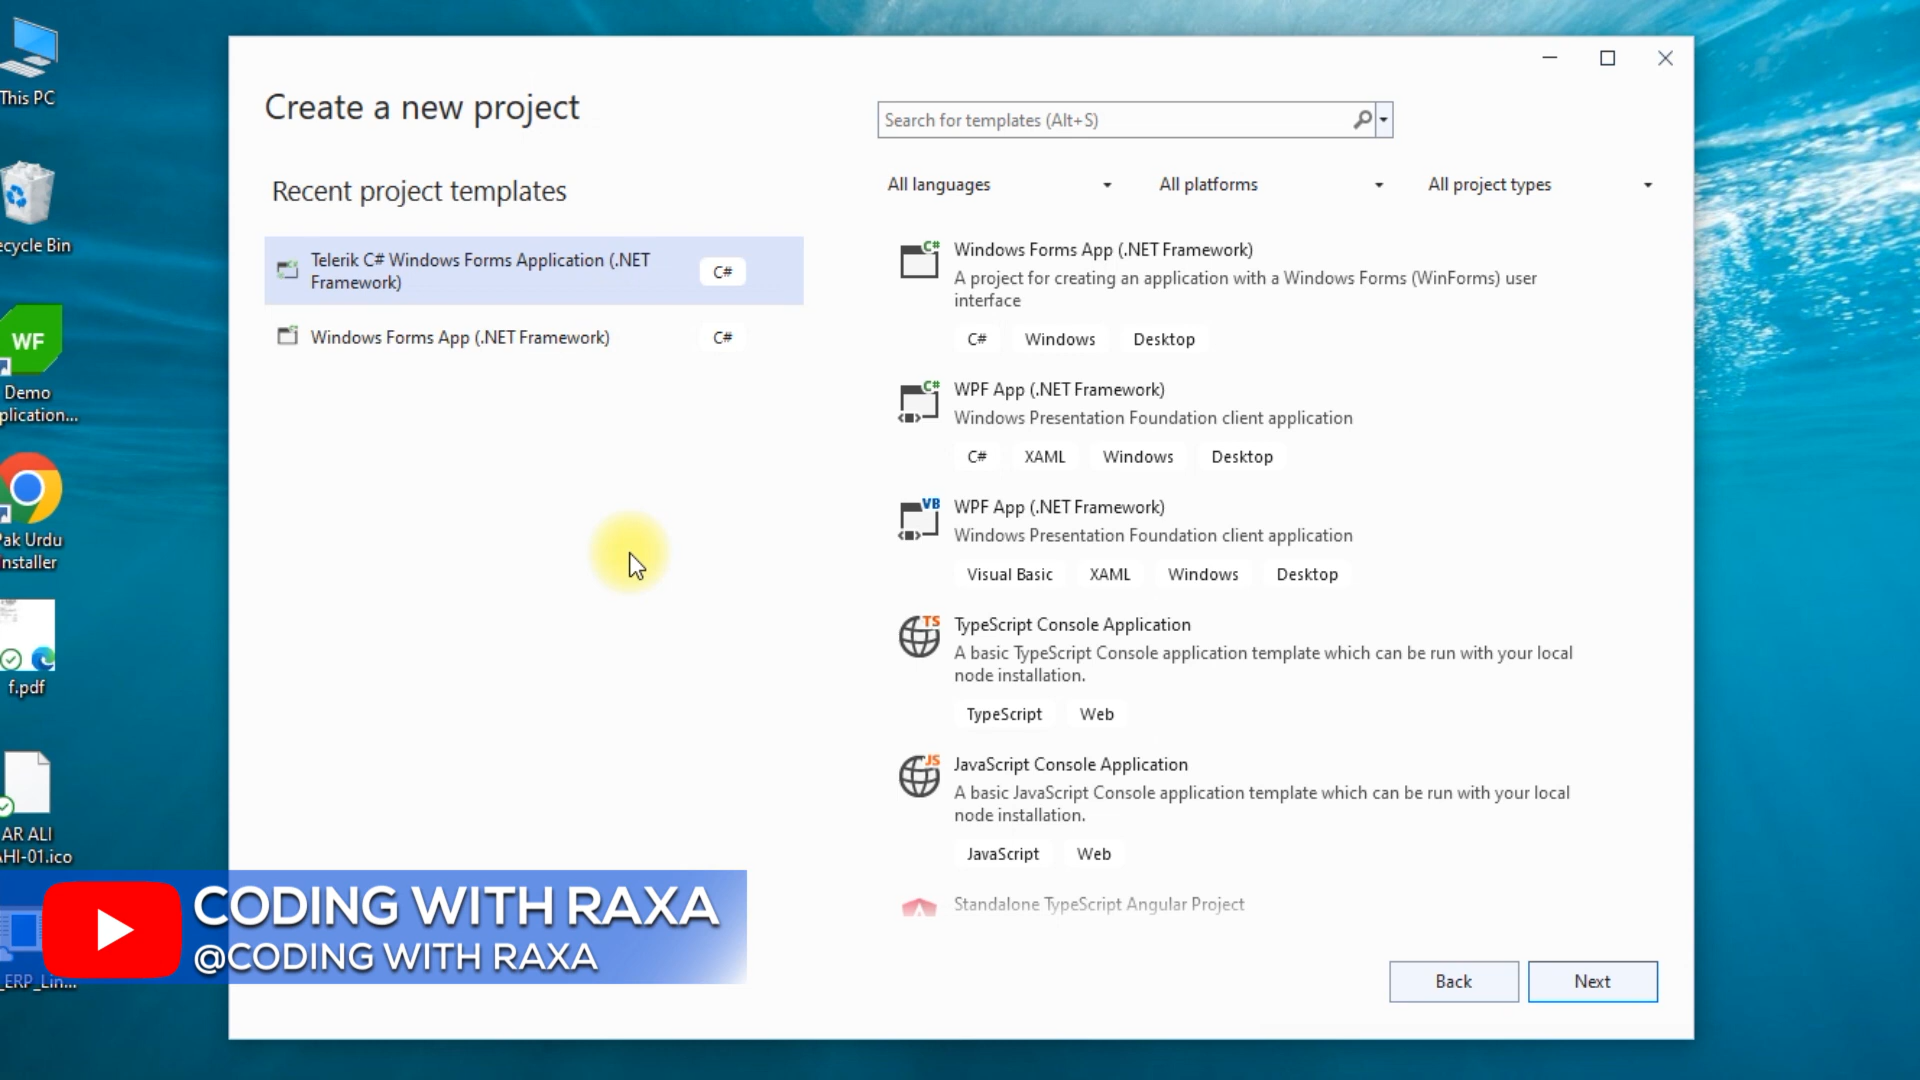 This PC
ecycle Bin
WF
Demo
plication...
Pak Urdu
nstaller
f.pdf
AR ALI
HI-01.ico
_ERP_Lin...
Create a new project
Recent project templates
Telerik C# Windows Forms Application (.NET
Framework)
C#
Windows Forms App (.NET Framework)
C#
Search for templates (Alt+S)
All languages
All platforms
All project types
C#
Windows Forms App (.NET Framework)
A project for creating an application with a Windows Forms (WinForms) user
interface
C# Windows Desktop
C#
WPF App (.NET Framework)
Windows Presentation Foundation client application
C# XAML Windows Desktop
VB
WPF App (.NET Framework)
Windows Presentation Foundation client application
Visual Basic XAML Windows Desktop
TS
TypeScript Console Application
A basic TypeScript Console application template which can be run with your local
node installation.
TypeScript Web
JS
JavaScript Console Application
A basic JavaScript Console application template which can be run with your local
node installation.
JavaScript Web
Standalone TypeScript Angular Project
Back
Next
CODING WITH RAXA
@CODING WITH RAXA